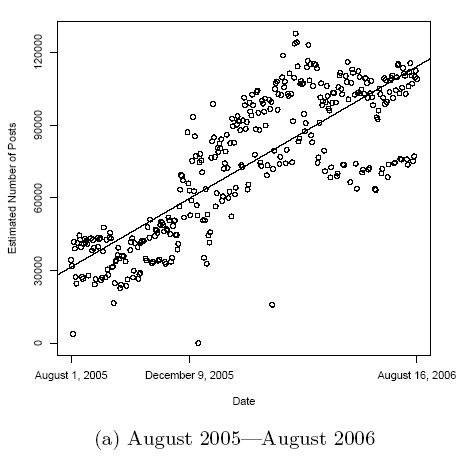 120000
90000
60000
30000
0
Estimated Number of Posts
August 1, 2005 December 9, 2005 August 16, 2006
Date
(a) August 2005—August 2006